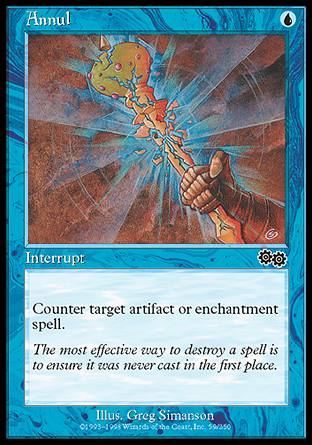 Annul
Interrupt
Counter target artifact or enchantment
spell.
The most effective way to destroy a spell is
to ensure it was never cast in the first place.
Illus. Greg Simanson
©1993-1998 Wizards of the Coast, Inc. 59/350